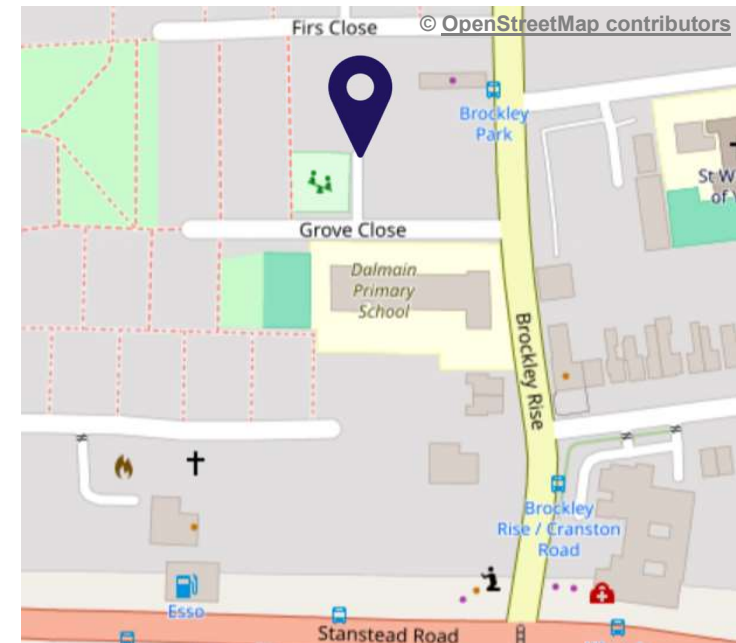 Firs Close
© OpenStreetMap contributors
Brockley
Park
St W
of
Grove Close
Dalmain
Primary
School
Brockley Rise
Brockley
Rise / Cranston
Road
Esso
Stanstead Road